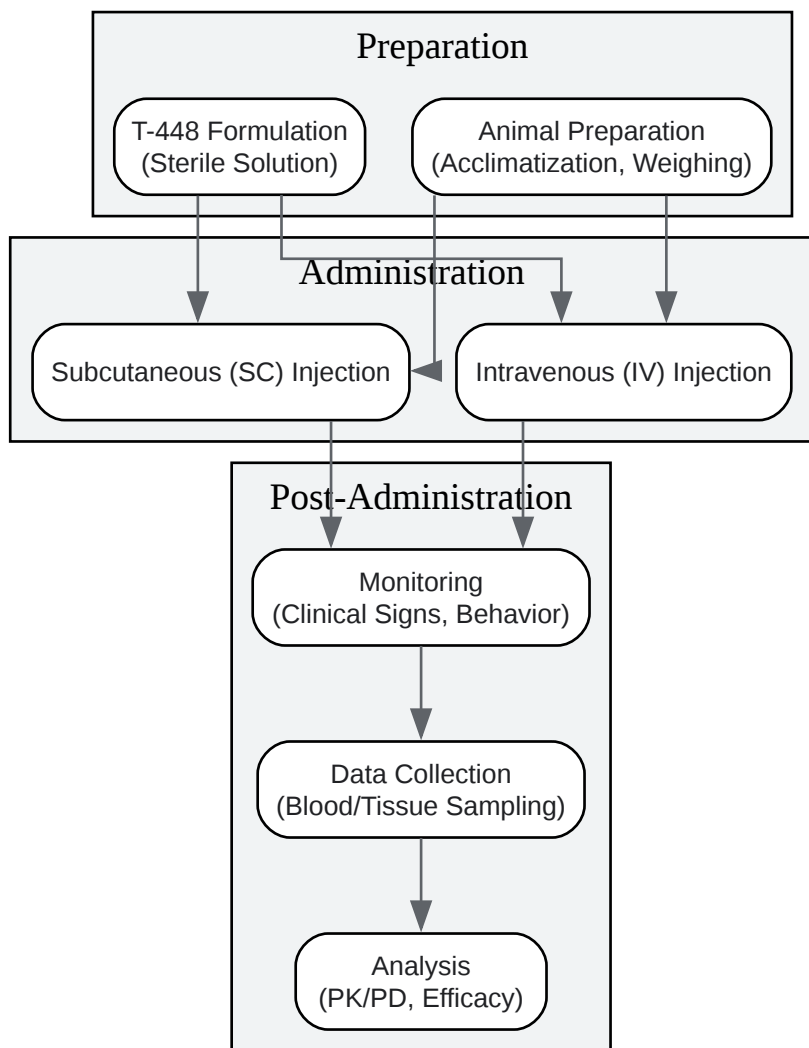 Preparation
T-448 Formulation
(Sterile Solution)
Animal Preparation
(Acclimatization, Weighing)
Administration
Subcutaneous (SC) Injection
Intravenous (IV) Injection
Post-Administration
Monitoring
(Clinical Signs, Behavior)
Data Collection
(Blood/Tissue Sampling)
Analysis
(PK/PD, Efficacy)